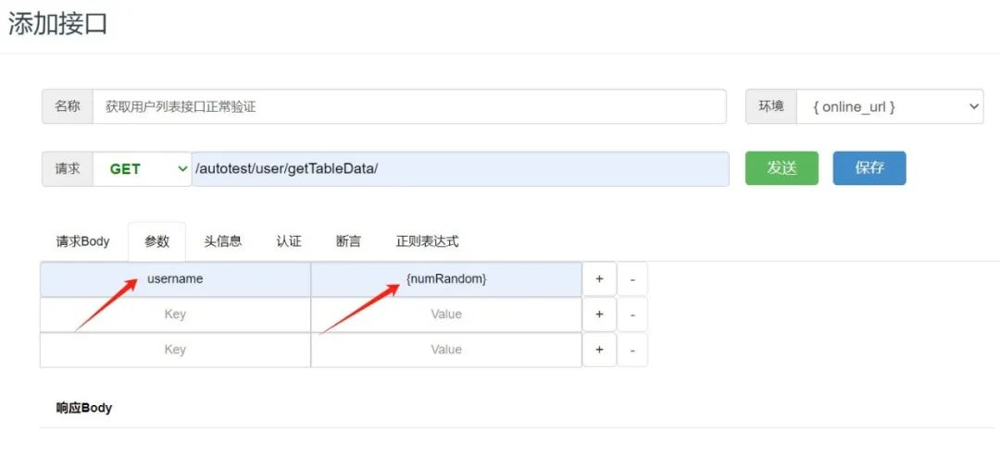 添加接口
名称 获取用户列表接口正常验证 环境 { online_url }
请求 GET /autotest/user/getTableData/ 发送 保存
请求Body 参数 头信息 认证 断言 正则表达式
username {numRandom} + -
Key Value + -
Key Value + -
响应Body